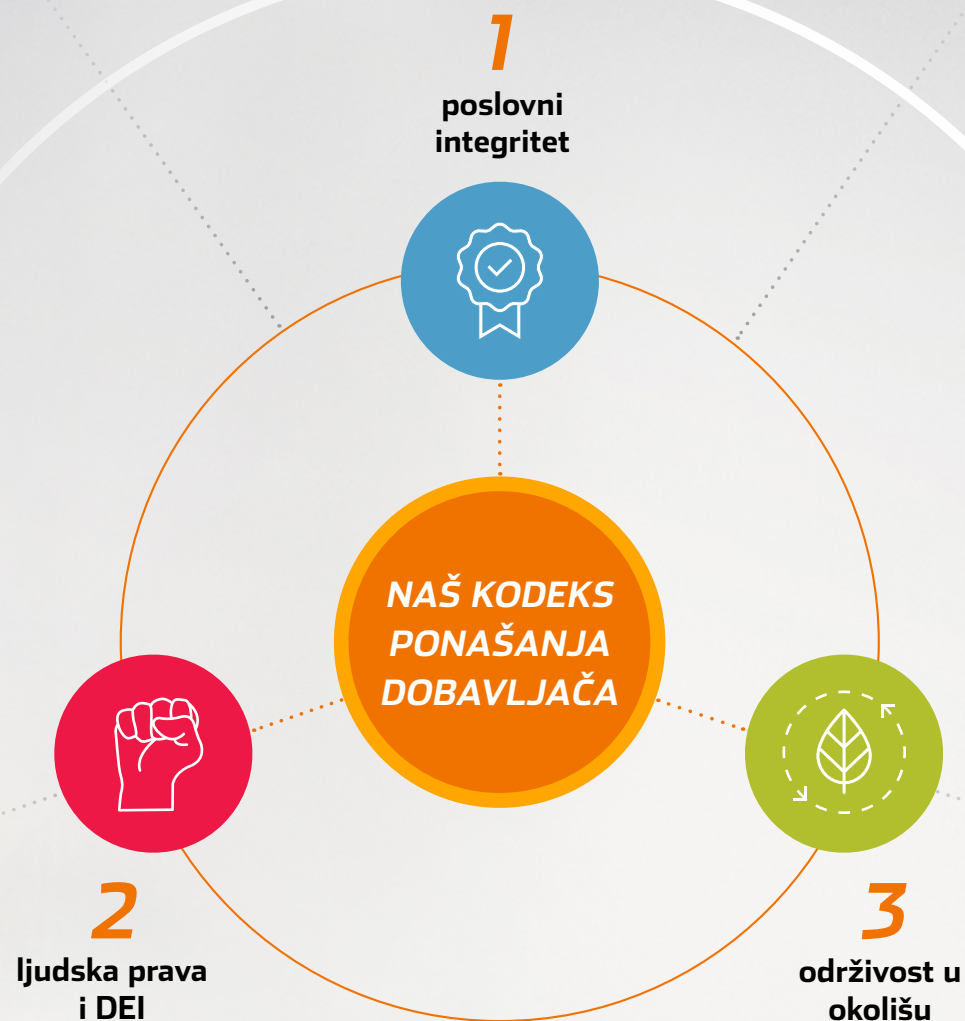 1
poslovni
integritet
NAŠ KODEKS
PONAŠANJA
DOBAVLJAČA
2
ljudska prava
i DEI
3
održivost u
okolišu